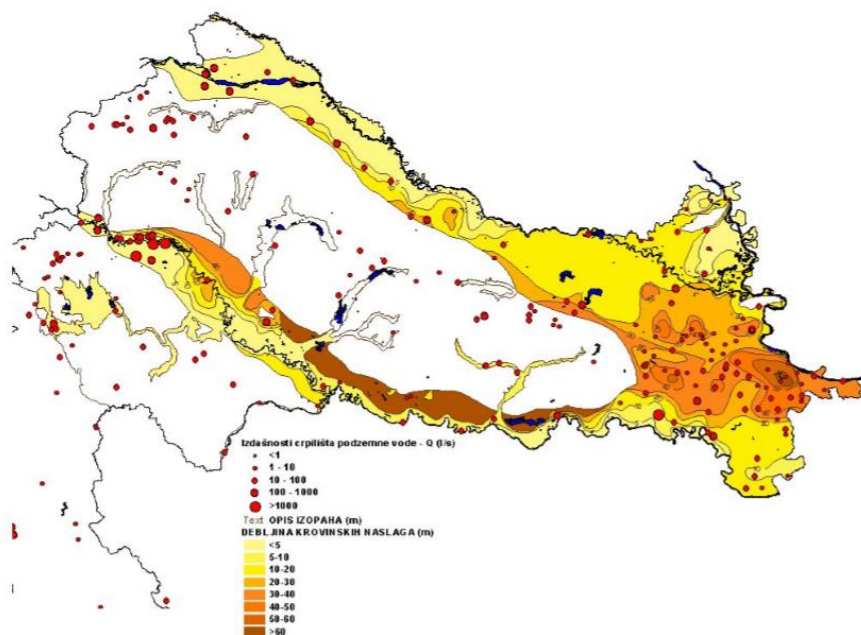 Izdašnosti crpilišta podzemne vode - Q (l/s)
<1
1 - 10
10 - 100
100 - 1000
>1000
Text OPIS IZOPAHA (m)
DEBLJINA KROVINSKIH NASLAGA (m)
<5
5-10
10-20
20-30
30-40
40-50
50-60
>60